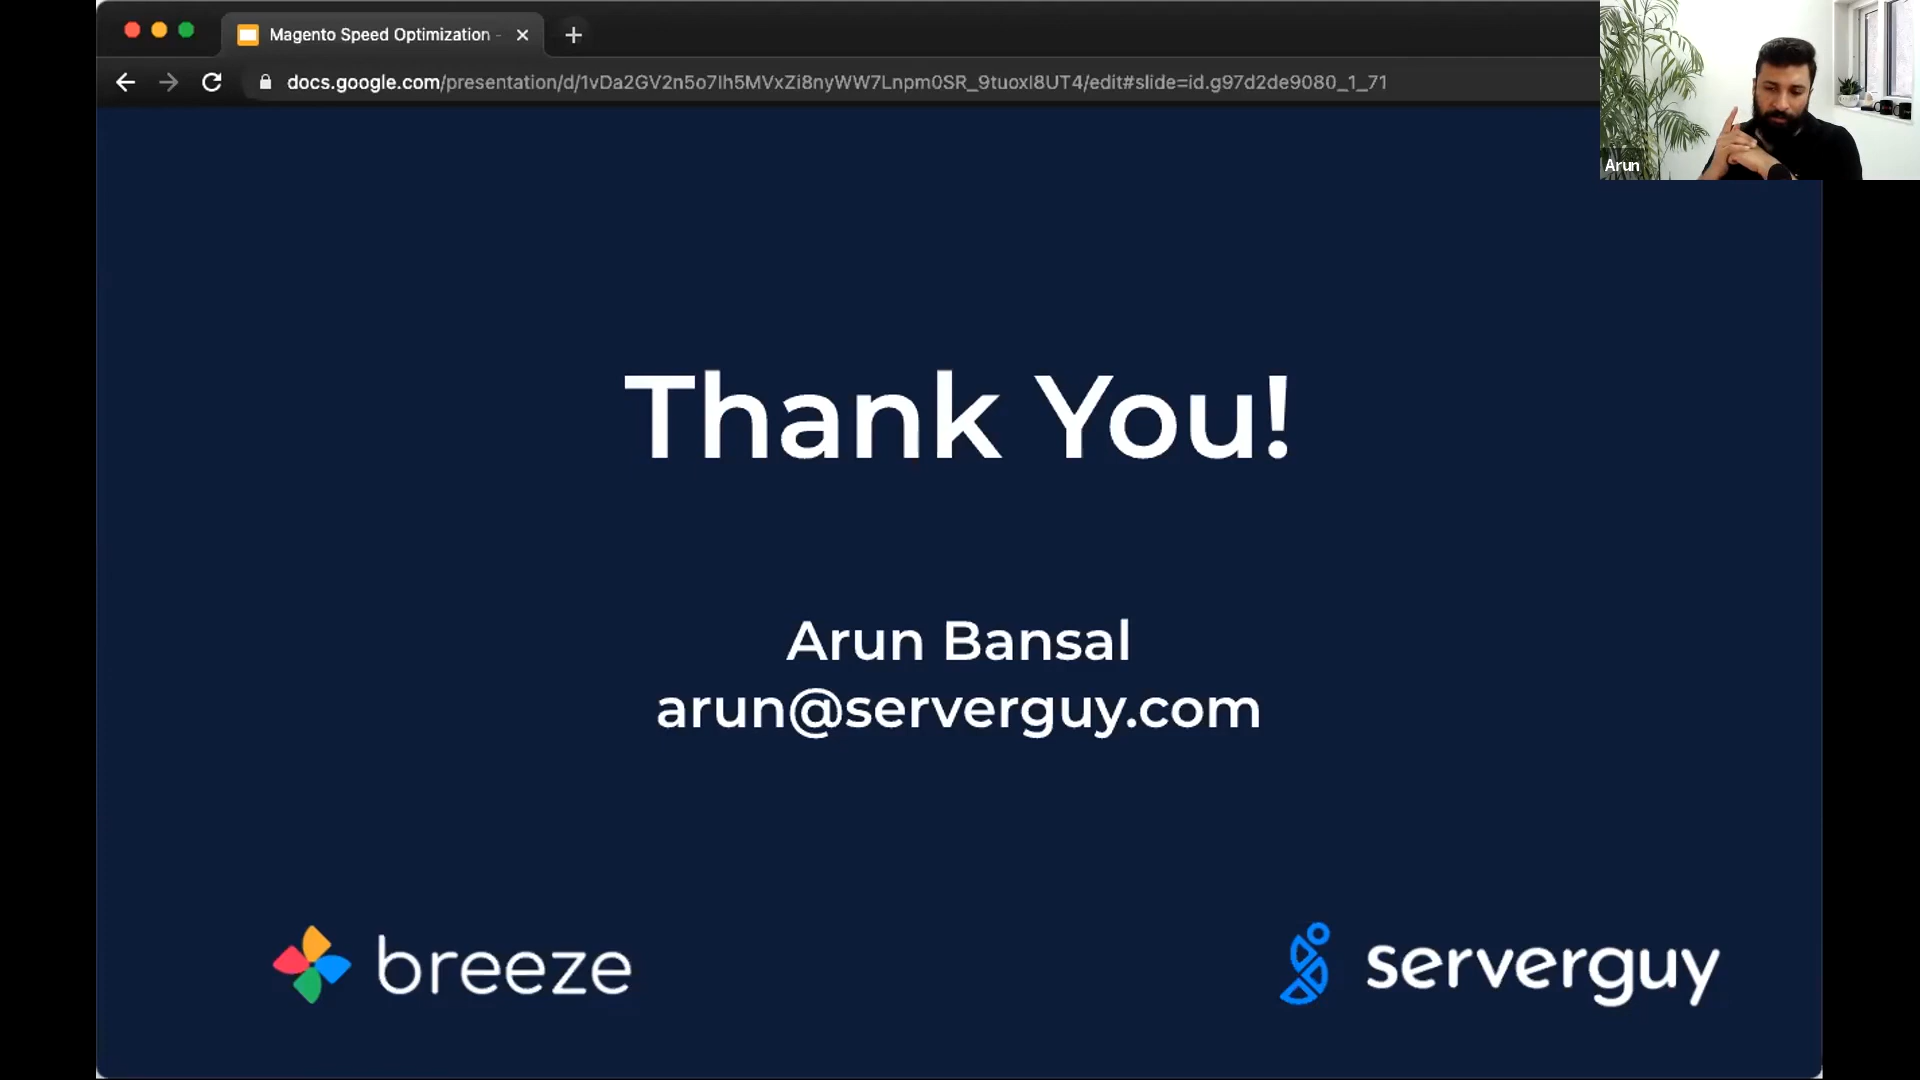 Magento Speed Optimization -
docs.google.com/presentation/d/1vDa2GV2n5o7lh5MVxZi8nyWW7Lnpm0SR_9tuoxI8UT4/edit#slide=id.g97d2de9080_1_71
Arun
Thank You!
Arun Bansal
arun@serverguy.com
breeze
serverguy